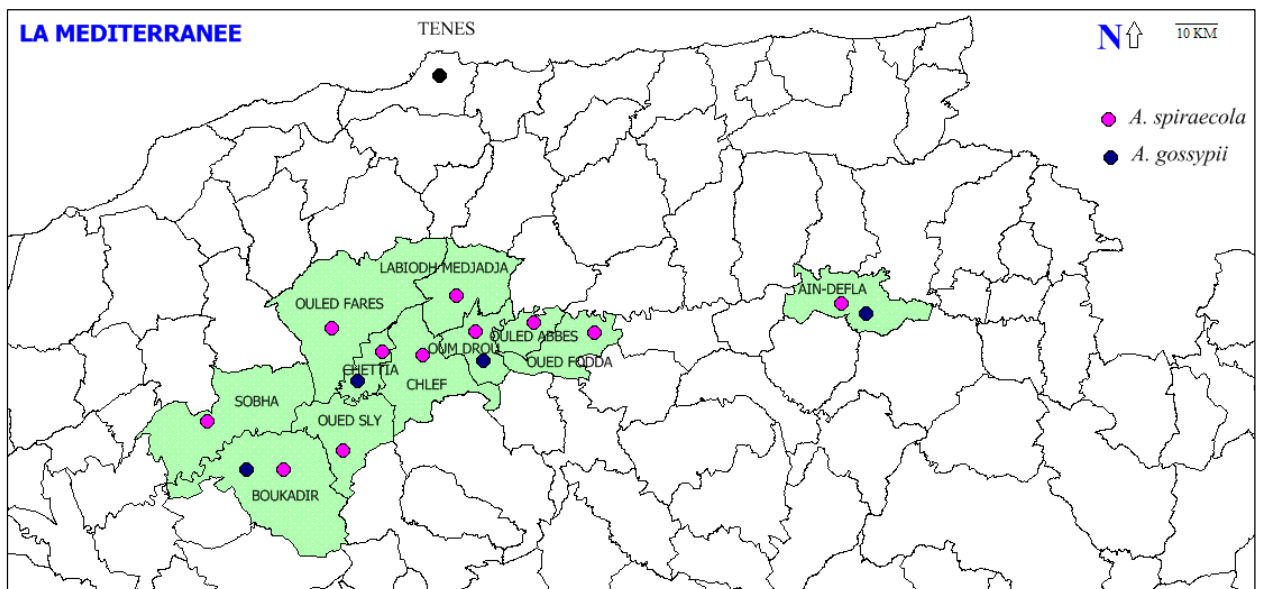 LA MEDITERRANEE
TENES
N
10 KM
A. spiraecola
A. gossypii
LABIODH MEDJADJA
OULED FARES
AIN-DEFLA
OULED ABBES
OUM DROU
OUED FODDA
CHETTIA
CHLEF
SOBHA
OUED SLY
BOUKADIR